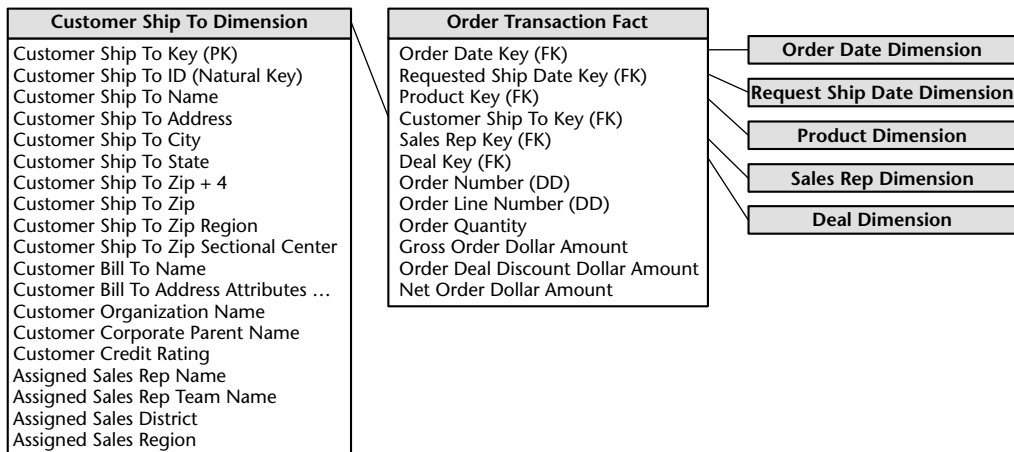 Customer Ship To Dimension
Customer Ship To Key (PK)
Customer Ship To ID (Natural Key)
Customer Ship To Name
Customer Ship To Address
Customer Ship To City
Customer Ship To State
Customer Ship To Zip + 4
Customer Ship To Zip
Customer Ship To Zip Region
Customer Ship To Zip Sectional Center
Customer Bill To Name
Customer Bill To Address Attributes …
Customer Organization Name
Customer Corporate Parent Name
Customer Credit Rating
Assigned Sales Rep Name
Assigned Sales Rep Team Name
Assigned Sales District
Assigned Sales Region
Order Transaction Fact
Order Date Key (FK)
Requested Ship Date Key (FK)
Product Key (FK)
Customer Ship To Key (FK)
Sales Rep Key (FK)
Deal Key (FK)
Order Number (DD)
Order Line Number (DD)
Order Quantity
Gross Order Dollar Amount
Order Deal Discount Dollar Amount
Net Order Dollar Amount
Order Date Dimension
Request Ship Date Dimension
Product Dimension
Sales Rep Dimension
Deal Dimension